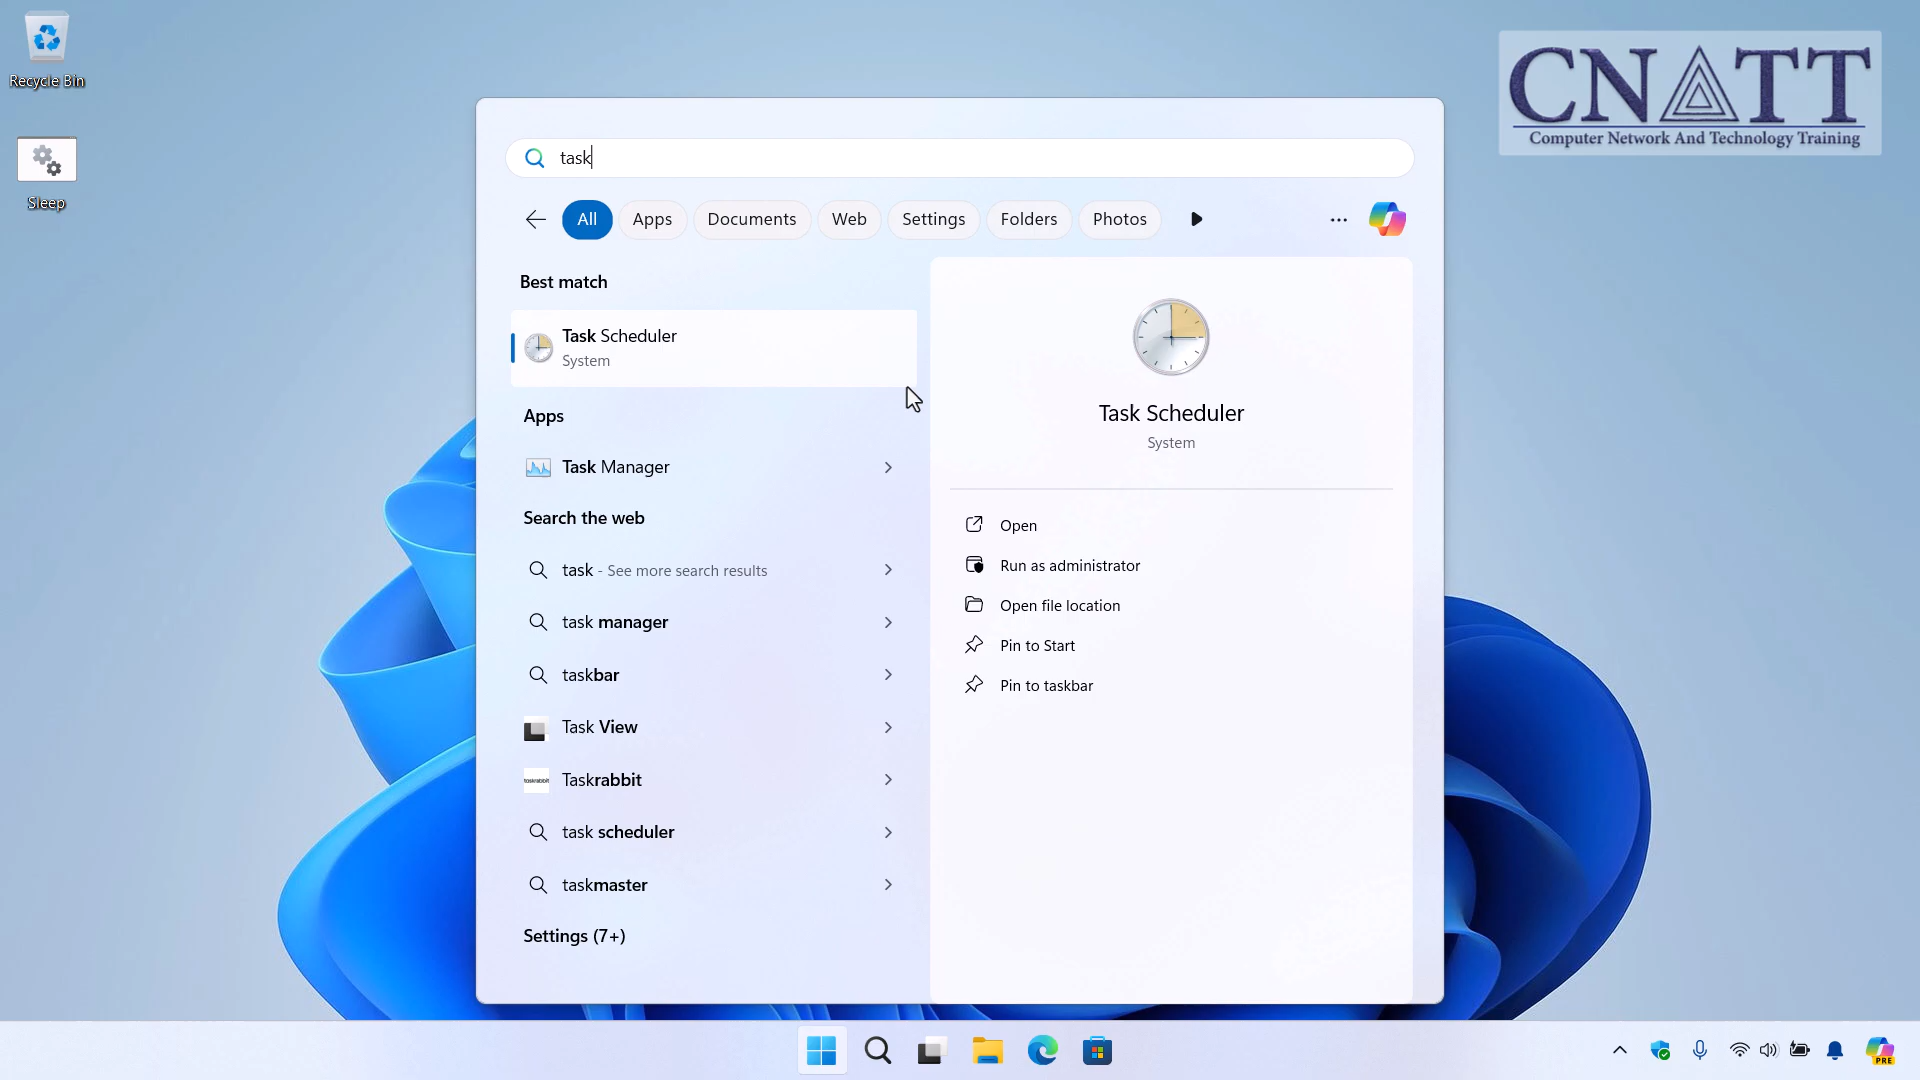 Recycle Bin
Sleep
CNATT
Computer Network And Technology Training
task
All
Apps
Documents
Web
Settings
Folders
Photos
Best match
Task Scheduler
System
Apps
Task Manager
Search the web
task - See more search results
task manager
taskbar
Task View
taskrabbit
Taskrabbit
task scheduler
taskmaster
Settings (7+)
Task Scheduler
System
Open
Run as administrator
Open file location
Pin to Start
Pin to taskbar
PRE